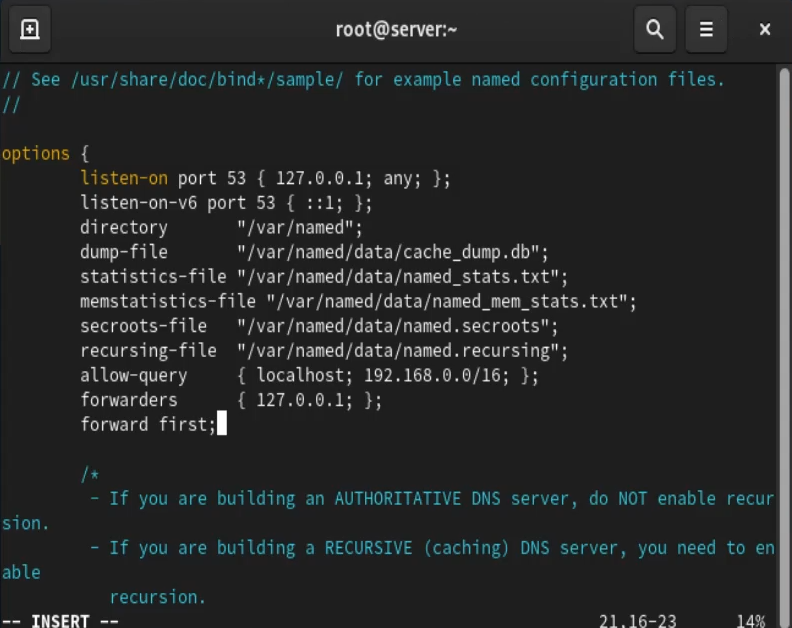 root@server:~
// See /usr/share/doc/bind*/sample/ for example named configuration files.
//
options {
listen-on port 53 { 127.0.0.1; any; };
listen-on-v6 port 53 { ::1; };
directory "/var/named";
dump-file "/var/named/data/cache_dump.db";
statistics-file "/var/named/data/named_stats.txt";
memstatistics-file "/var/named/data/named_mem_stats.txt";
secroots-file "/var/named/data/named.secroots";
recursing-file "/var/named/data/named.recursing";
allow-query { localhost; 192.168.0.0/16; };
forwarders { 127.0.0.1; };
forward first;
/*
- If you are building an AUTHORITATIVE DNS server, do NOT enable recur
sion.
- If you are building a RECURSIVE (caching) DNS server, you need to en
able
recursion.
-- INSERT -- 21,16-23 14%